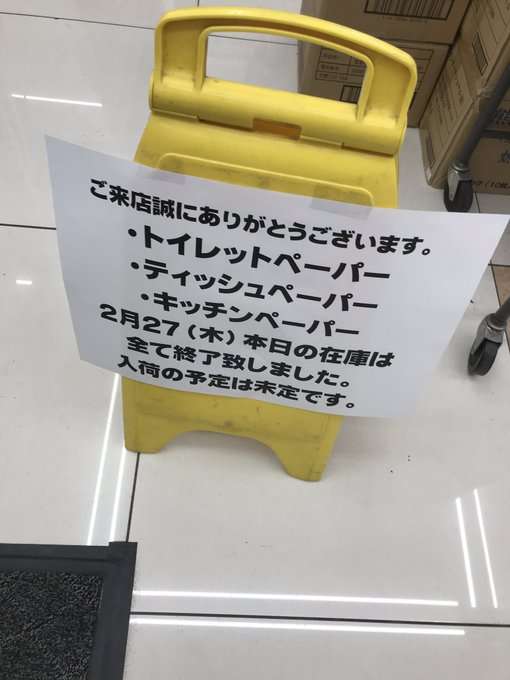 ご来店誠にありがとうございます。
・トイレットペーパー
・ティッシュペーパー
・キッチンペーパー
2月27(木)本日の在庫は
全て終了致しました。
入荷の予定は未定です。